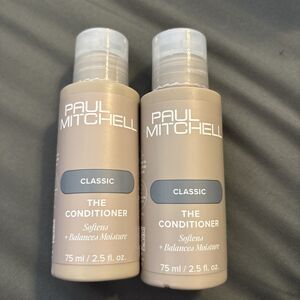 PAUL
MITCHELL
CLASSIC
THE
CONDITIONER
Softens
+ Balances Moisture
75 ml / 2.5 fl. oz.
PAUL
MITCHELL
CLASSIC
THE
CONDITIONER
Softens
+ Balances Moisture
75 ml / 2.5 fl. oz.